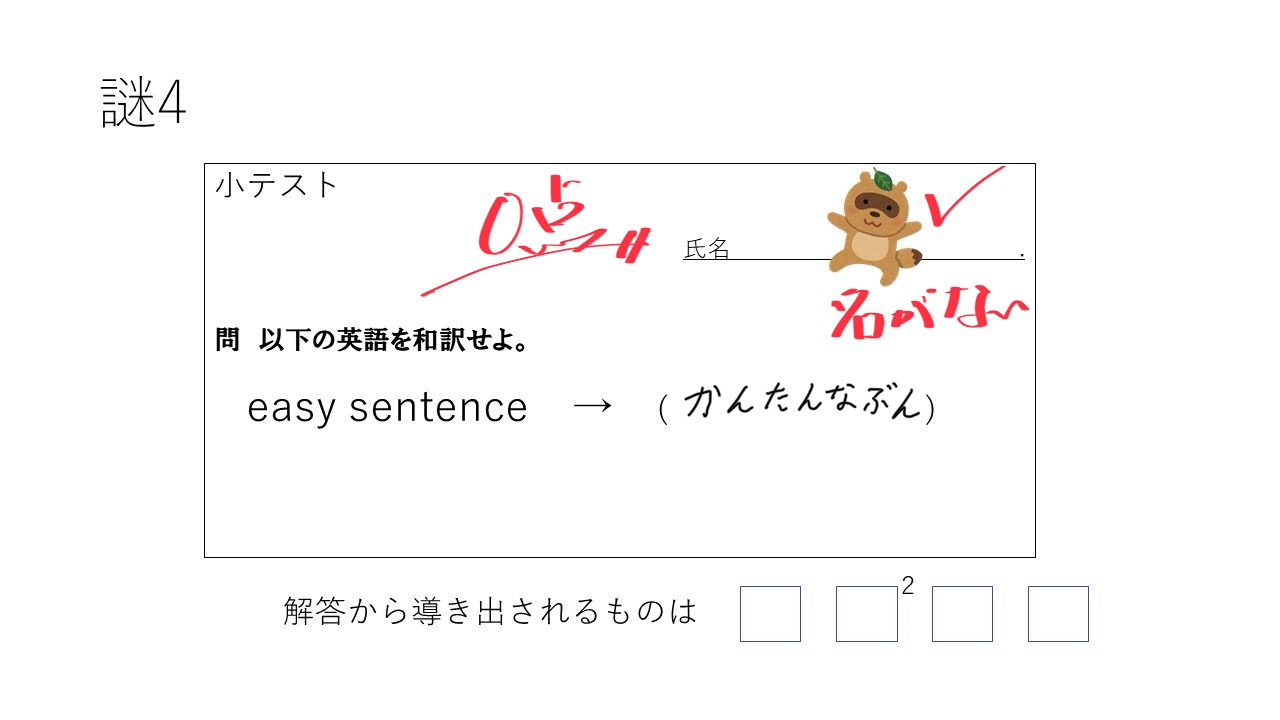 謎4
小テスト
0点
氏名 .
名がない
問 以下の英語を和訳せよ。
easy sentence → (かんたんなぶん)
解答から導き出されるものは
2